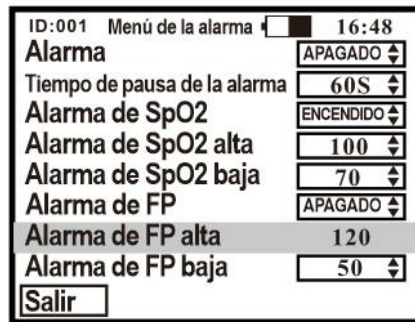 ID:001 Menú de la alarma 16:48
Alarma APAGADO
Tiempo de pausa de la alarma 60S
Alarma de SpO2 ENCENDIDO
Alarma de SpO2 alta 100
Alarma de SpO2 baja 70
Alarma de FP APAGADO
Alarma de FP alta 120
Alarma de FP baja 50
Salir